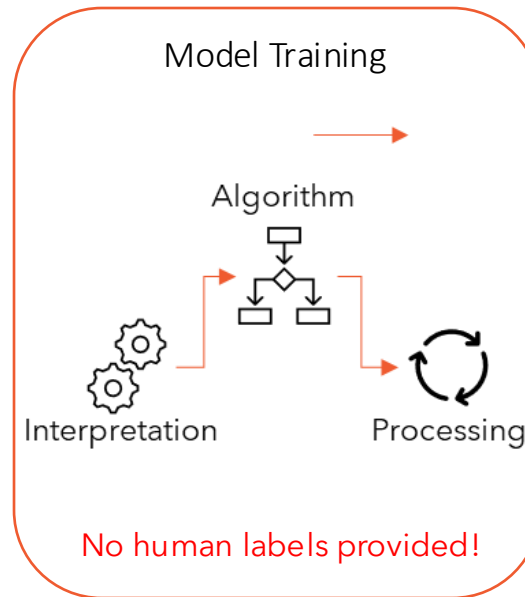 Model Training
Algorithm
Interpretation
Processing
No human labels provided!